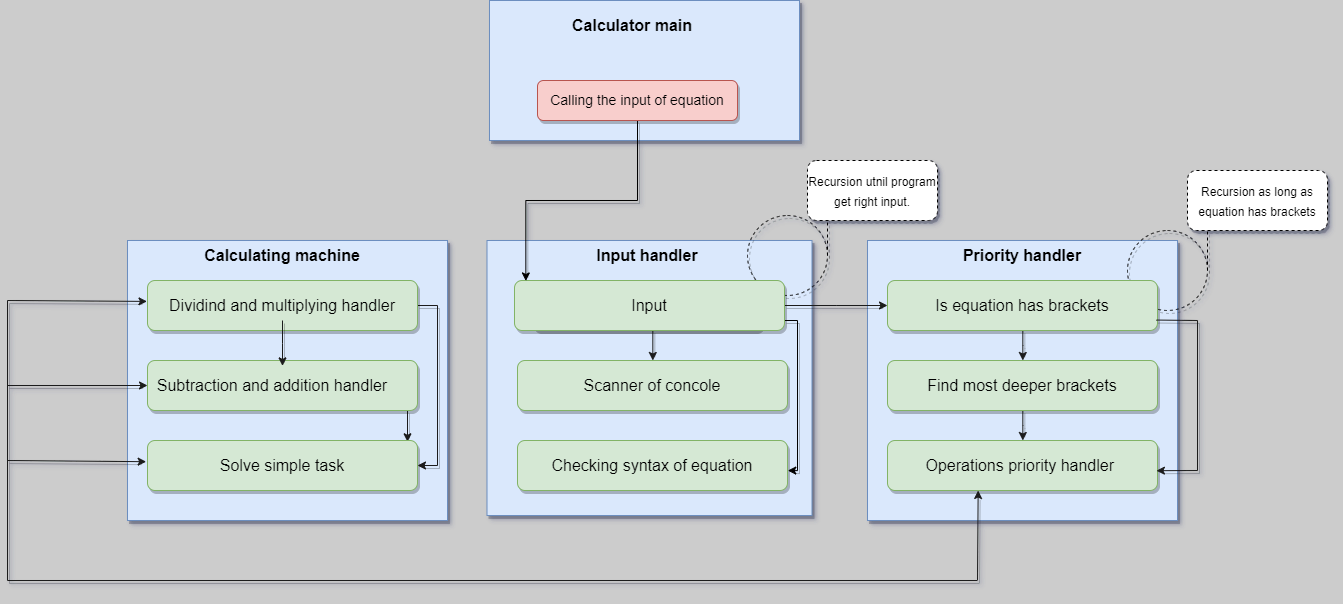 Calculator main
Calling the input of equation
Recursion utnil program
get right input.
Recursion as long as
equation has brackets
Calculating machine
Dividind and multiplying handler
Subtraction and addition handler
Solve simple task
Input handler
Input
Scanner of concole
Checking syntax of equation
Priority handler
Is equation has brackets
Find most deeper brackets
Operations priority handler